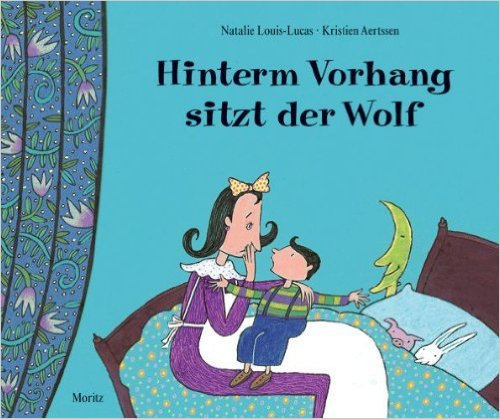 Natalie Louis-Lucas · Kristien Aertssen
Hinterm Vorhang
sitzt der Wolf
Moritz